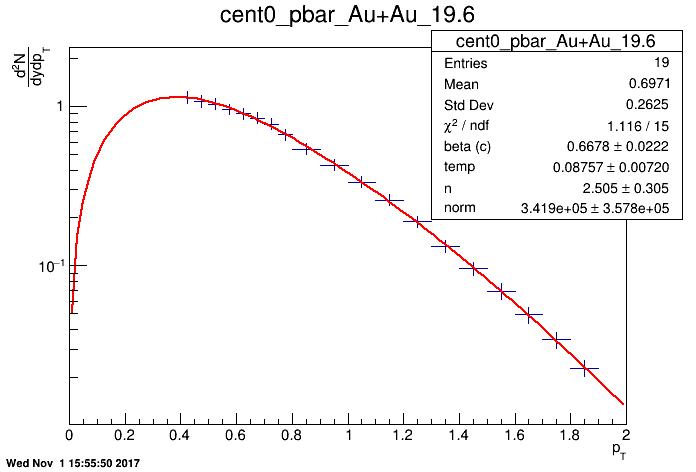 cent0_pbar_Au+Au_19.6
cent0_pbar_Au+Au_19.6
Entries 19
Mean 0.6971
Std Dev 0.2625
χ² / ndf 1.116 / 15
beta (c) 0.6678 ± 0.0222
temp 0.08757 ± 0.00720
n 2.505 ± 0.305
norm 3.419e+05 ± 3.578e+05
d²N
dydp_T
1
10⁻¹
0 0.2 0.4 0.6 0.8 1 1.2 1.4 1.6 1.8 2
p_T
Wed Nov 1 15:55:50 2017